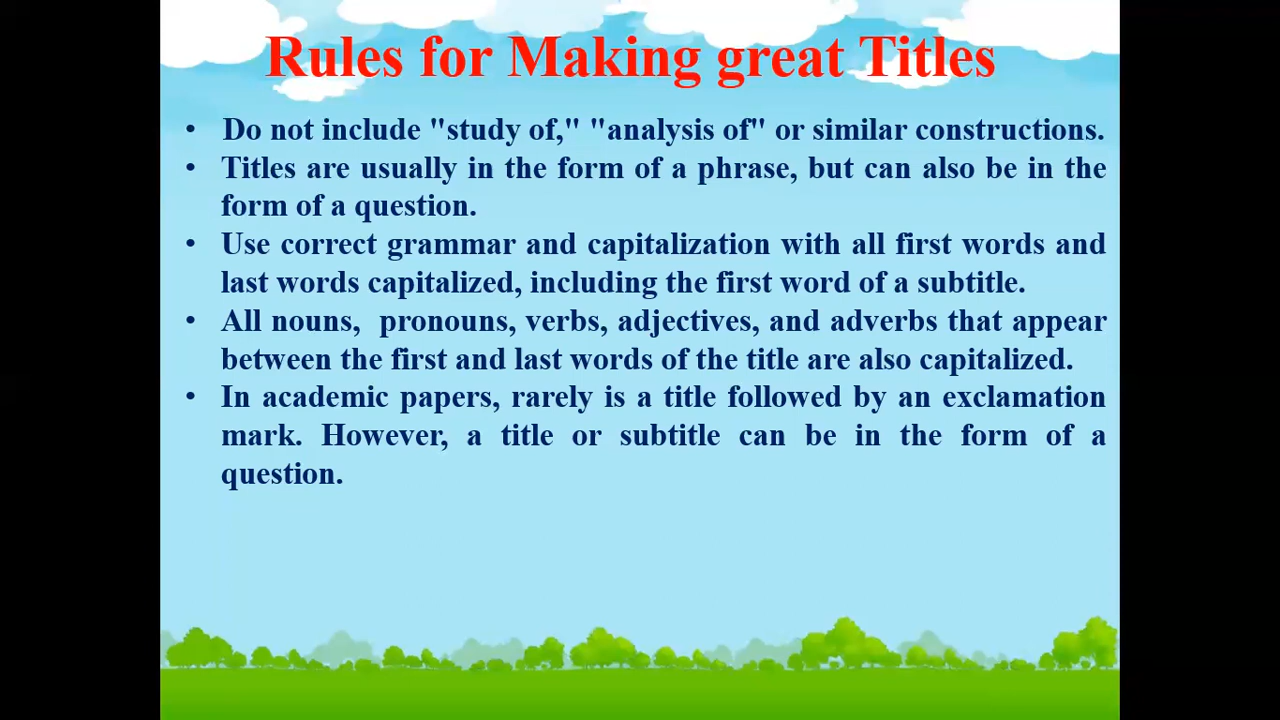 Rules for Making great Titles
• Do not include "study of," "analysis of" or similar constructions.
• Titles are usually in the form of a phrase, but can also be in the
form of a question.
• Use correct grammar and capitalization with all first words and
last words capitalized, including the first word of a subtitle.
• All nouns, pronouns, verbs, adjectives, and adverbs that appear
between the first and last words of the title are also capitalized.
• In academic papers, rarely is a title followed by an exclamation
mark. However, a title or subtitle can be in the form of a
question.